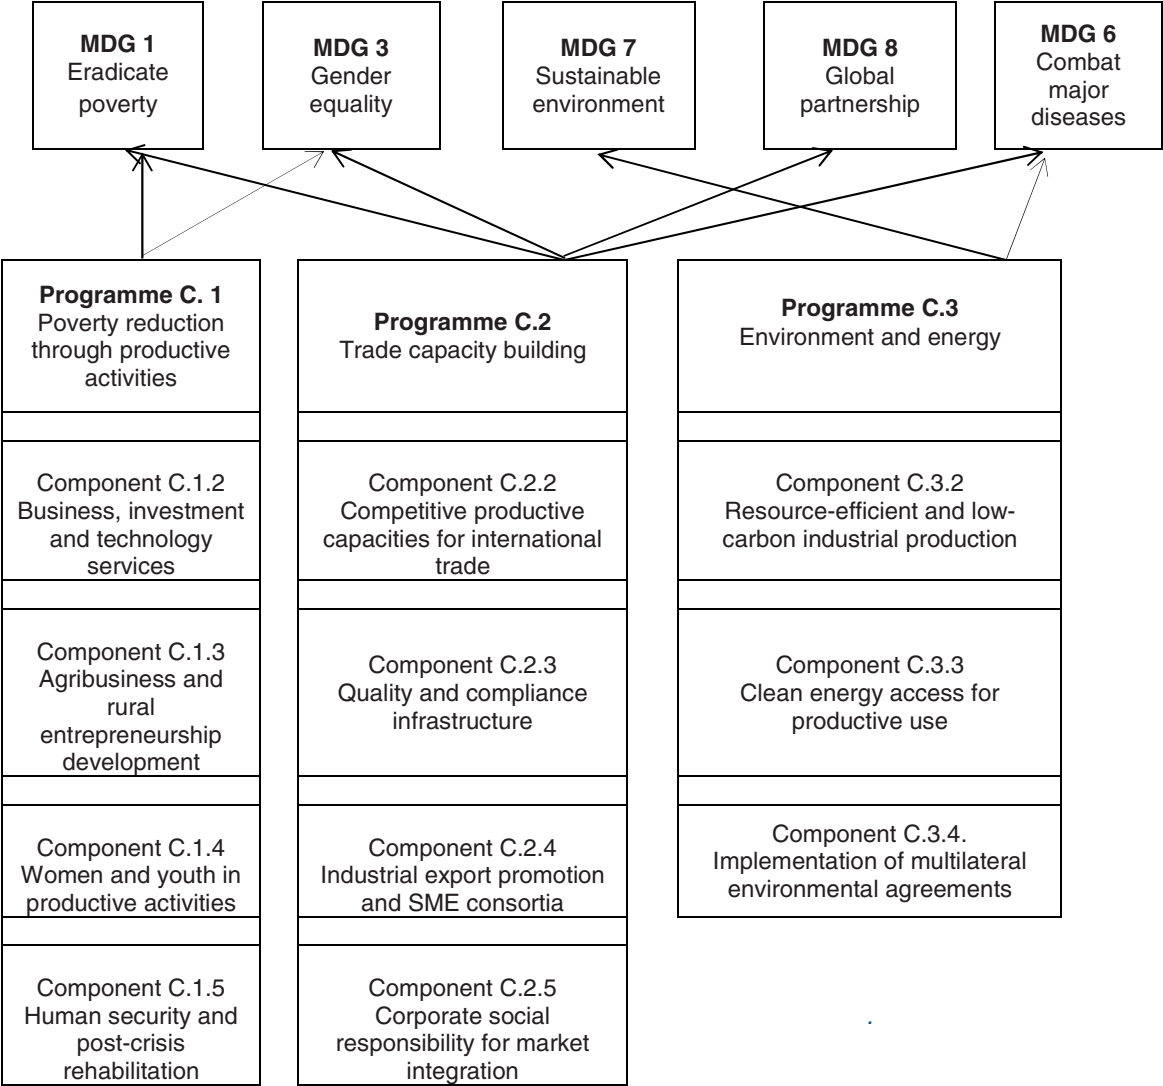 MDG 1
Eradicate
poverty
MDG 3
Gender
equality
MDG 7
Sustainable
environment
MDG 8
Global
partnership
MDG 6
Combat
major
diseases
Programme C. 1
Poverty reduction
through productive
activities
Programme C.2
Trade capacity building
Programme C.3
Environment and energy
Component C.1.2
Business, investment
and technology
services
Component C.2.2
Competitive productive
capacities for international
trade
Component C.3.2
Resource-efficient and low-
carbon industrial production
Component C.1.3
Agribusiness and
rural
entrepreneurship
development
Component C.2.3
Quality and compliance
infrastructure
Component C.3.3
Clean energy access for
productive use
Component C.1.4
Women and youth in
productive activities
Component C.2.4
Industrial export promotion
and SME consortia
Component C.3.4.
Implementation of multilateral
environmental agreements
Component C.1.5
Human security and
post-crisis
rehabilitation
Component C.2.5
Corporate social
responsibility for market
integration
.